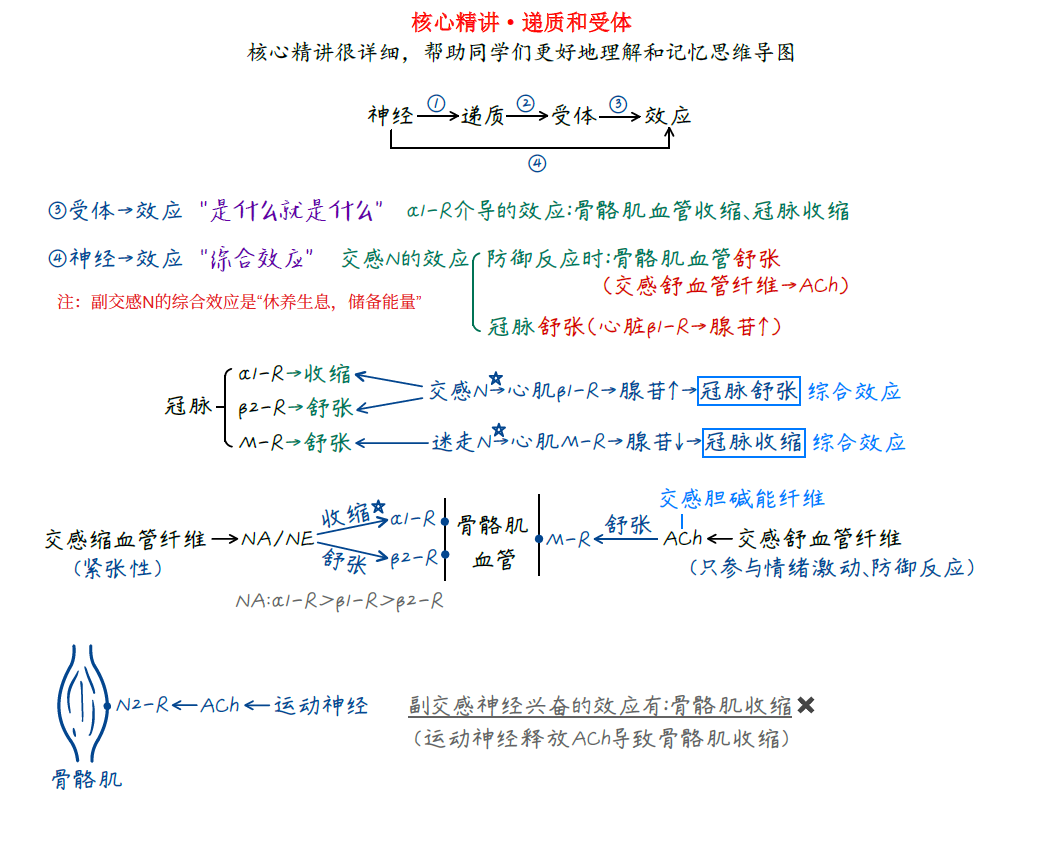 核心精讲·递质和受体
核心精讲很详细，帮助同学们更好地理解和记忆思维导图
神经 ①→ 递质 ②→ 受体 ③→ 效应
④
③受体→效应 "是什么就是什么" α1-R介导的效应:骨骼肌血管收缩、冠脉收缩
④神经→效应 "综合效应" 交感N的效应 防御反应时:骨骼肌血管舒张
(交感舒血管纤维→ACh)
注：副交感N的综合效应是“休养生息，储备能量”
冠脉舒张(心脏β1-R→腺苷↑)
冠脉
α1-R→收缩
β2-R→舒张
M-R→舒张
交感N☆→心肌β1-R→腺苷↑→冠脉舒张 综合效应
迷走N☆→心肌M-R→腺苷↓→冠脉收缩 综合效应
交感胆碱能纤维
交感缩血管纤维→NA/NE 收缩☆ α1-R 骨骼肌 M-R 舒张 ACh←交感舒血管纤维
(紧张性) 舒张 β2-R 血管 (只参与情绪激动、防御反应)
NA:α1-R>β1-R>β2-R
N2-R←ACh←运动神经 副交感神经兴奋的效应有:骨骼肌收缩✖
(运动神经释放ACh导致骨骼肌收缩)
骨骼肌